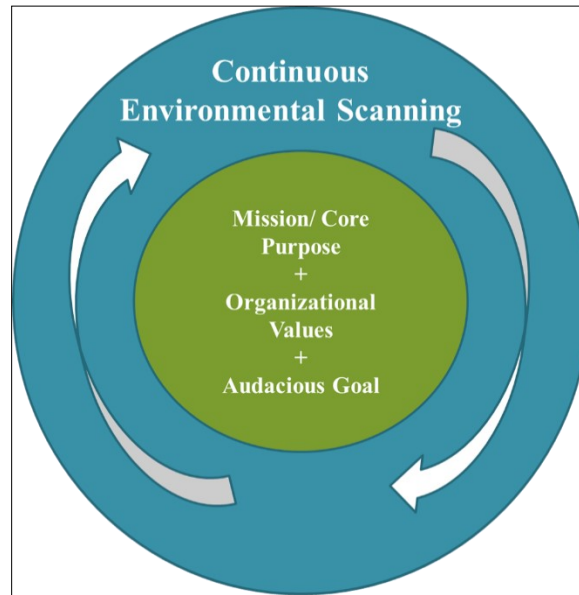 Continuous
Environmental Scanning
Mission/ Core
Purpose
+
Organizational
Values
+
Audacious Goal